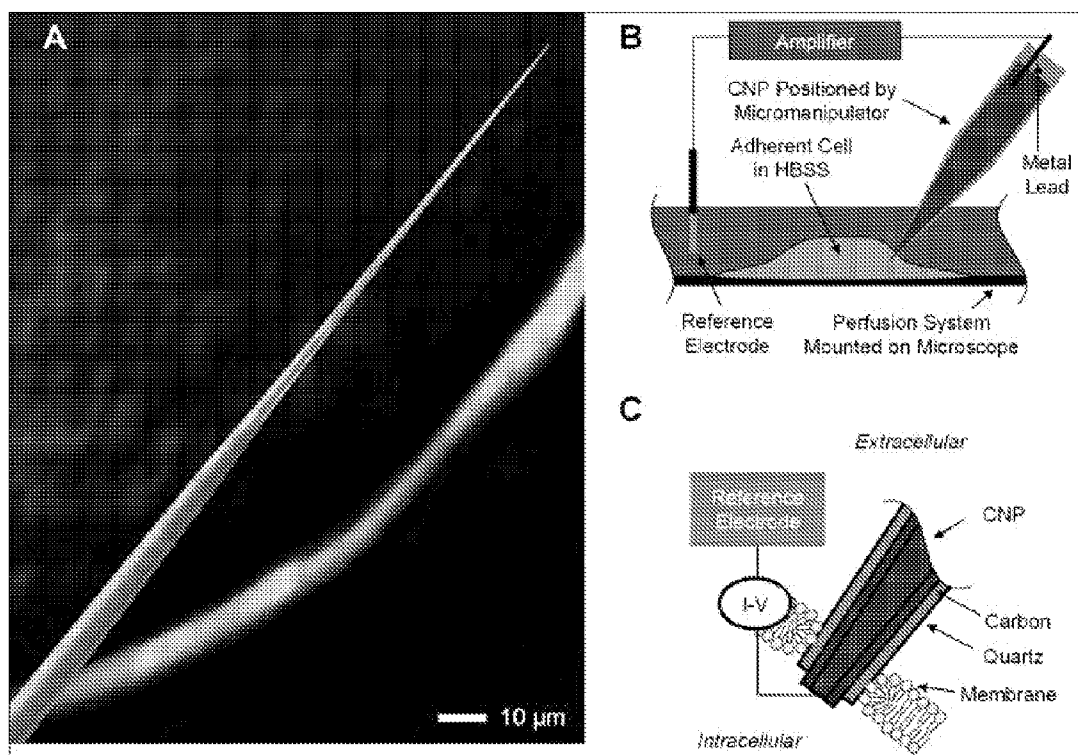 A
10 µm
B
Amplifier
CNP Positioned by
Micromanipulator
Adherent Cell
in HBSS
Metal
Lead
Reference
Electrode
Perfusion System
Mounted on Microscope
C
Extracellular
Reference
Electrode
CNP
I-V
Carbon
Quartz
Membrane
Intracellular